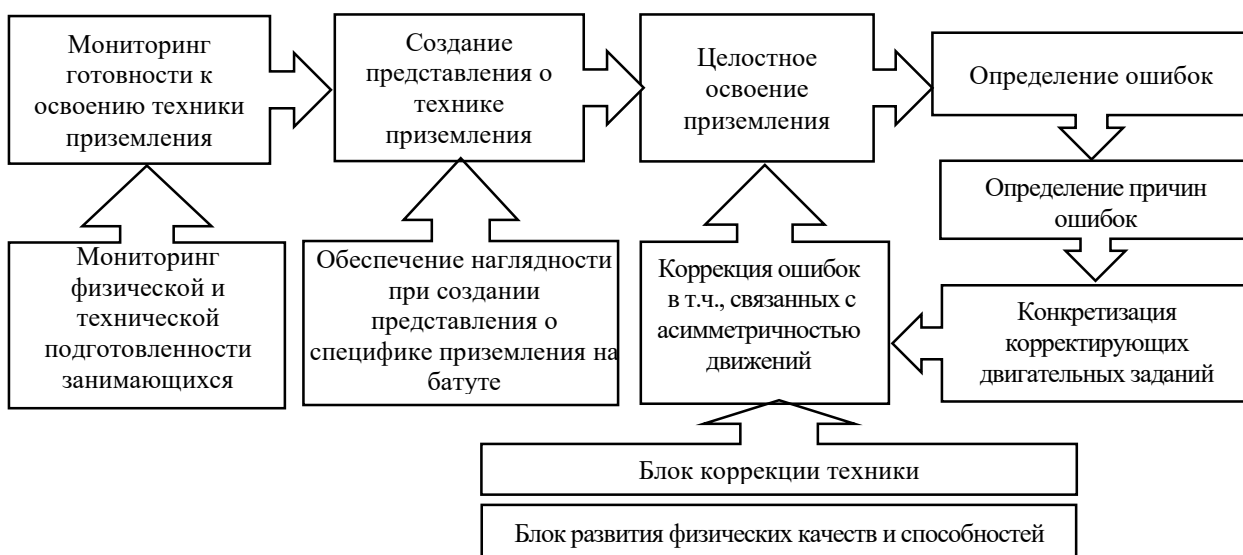 Мониторинг
готовности к
освоению техники
приземления
Создание
представления о
технике
приземления
Целостное
освоение
приземления
Определение ошибок
Определение причин
ошибок
Мониторинг
физической и
технической
подготовленности
занимающихся
Обеспечение наглядности
при создании
представления о
специфике приземления на
батуте
Коррекция ошибок
в т.ч., связанных с
асимметричностью
движений
Конкретизация
корректирующих
двигательных заданий
Блок коррекции техники
Блок развития физических качеств и способностей